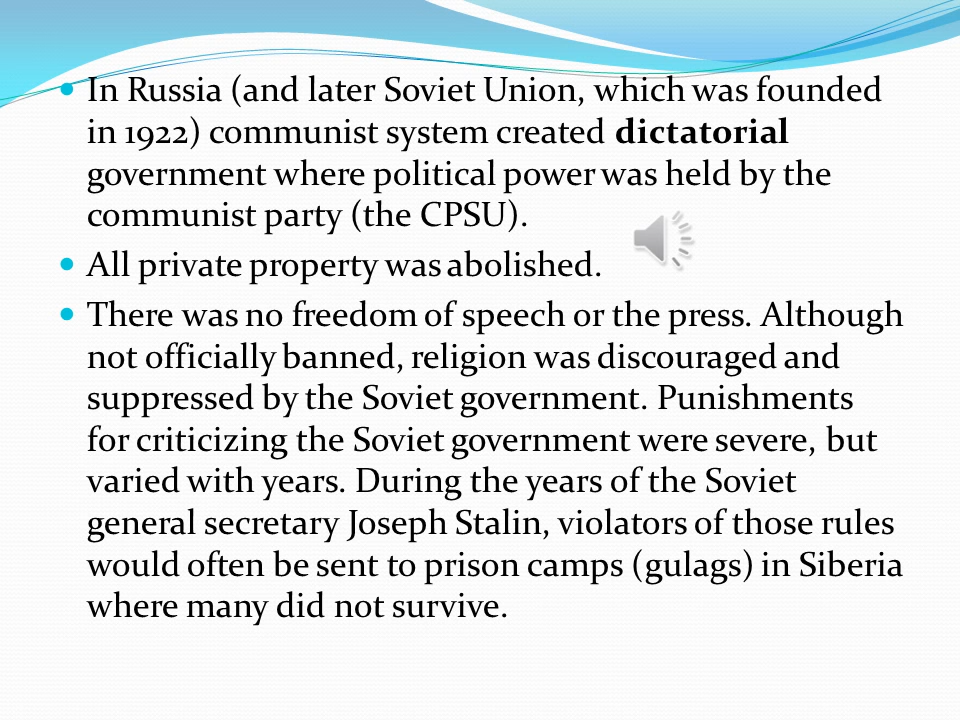 • In Russia (and later Soviet Union, which was founded
in 1922) communist system created dictatorial
government where political power was held by the
communist party (the CPSU).
• All private property was abolished.
• There was no freedom of speech or the press. Although
not officially banned, religion was discouraged and
suppressed by the Soviet government. Punishments
for criticizing the Soviet government were severe, but
varied with years. During the years of the Soviet
general secretary Joseph Stalin, violators of those rules
would often be sent to prison camps (gulags) in Siberia
where many did not survive.